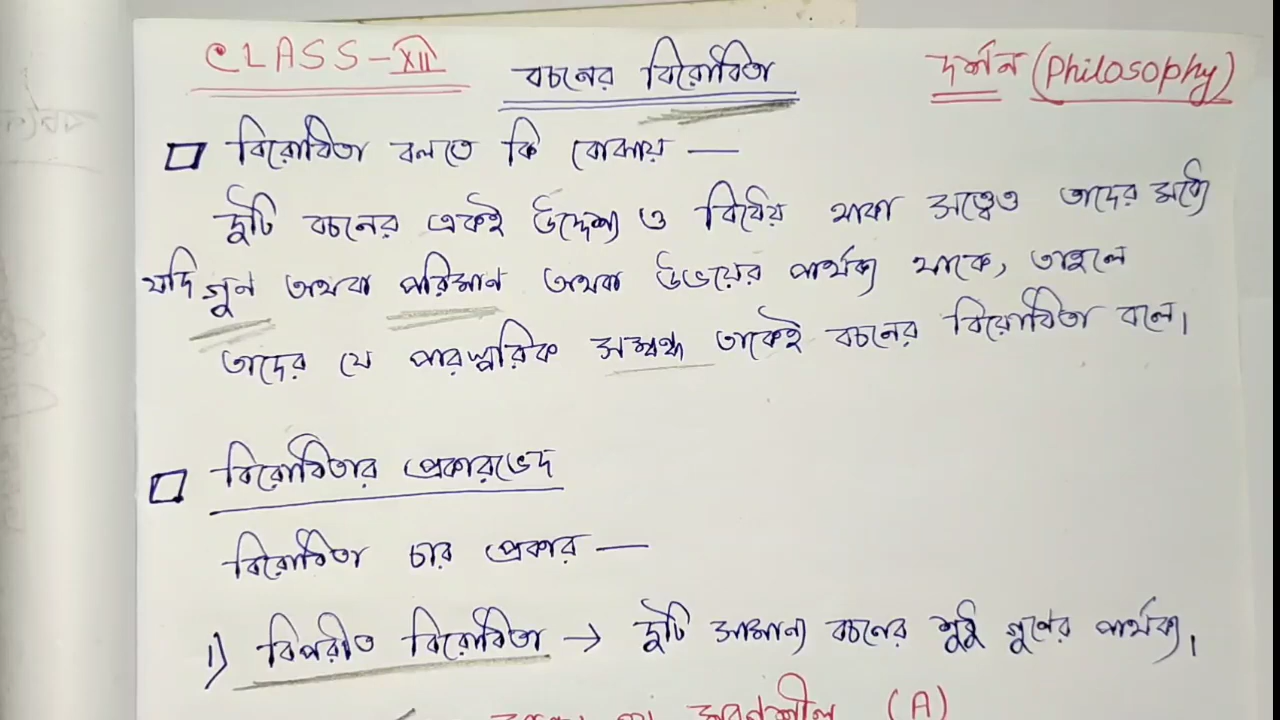 CLASS-XII বচনের বিরোধিতা দর্শন (Philosophy)
বিরোধিতা বলতে কি বোঝায় —
দুটি বচনের একই উদ্দেশ্য ও বিধেয় থাকা সত্ত্বেও তাদের মধ্যে
যদি গুন অথবা পরিমান অথবা উভয়ের পার্থক্য থাকে, তাহলে
তাদের যে পারস্পরিক সম্বন্ধ তাকেই বচনের বিরোধিতা বলে।
বিরোধিতার প্রকারভেদ
বিরোধিতা চার প্রকার —
1) বিপরীত বিরোধিতা → দুটি সামান্য বচনের শুধু গুণের পার্থক্য।
মরণশীল (A)